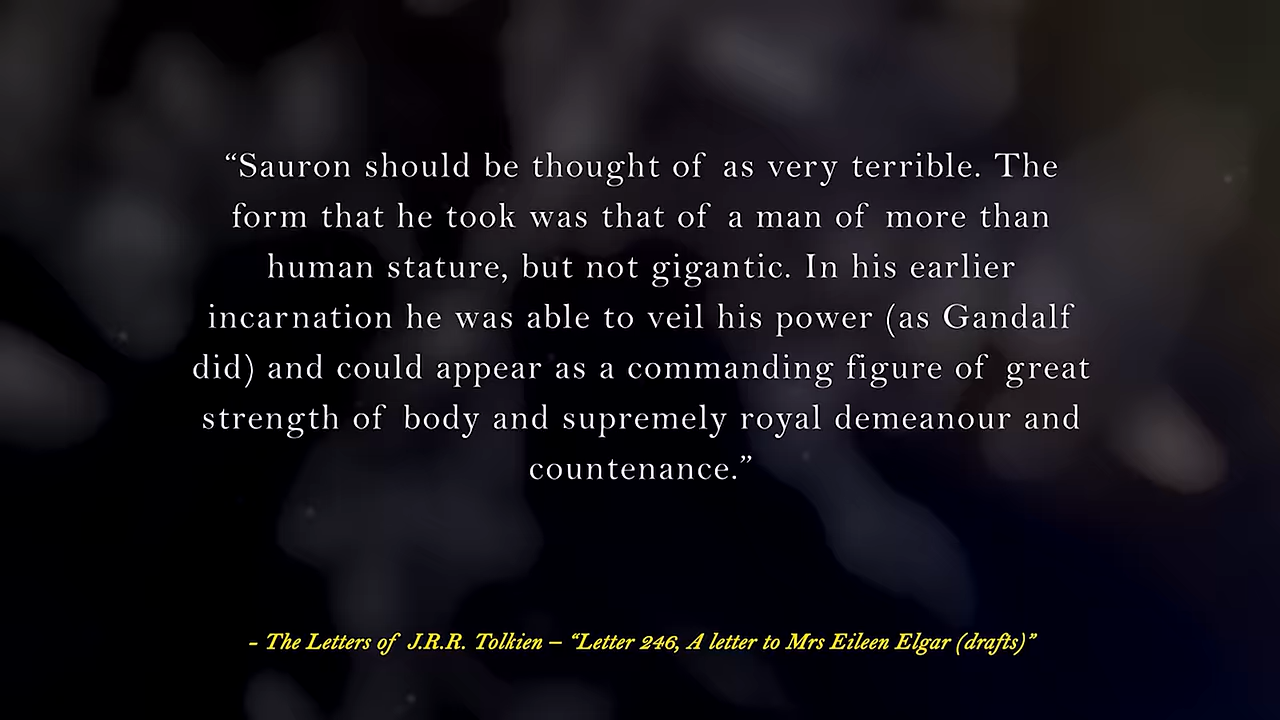 “Sauron should be thought of as very terrible. The
form that he took was that of a man of more than
human stature, but not gigantic. In his earlier
incarnation he was able to veil his power (as Gandalf
did) and could appear as a commanding figure of great
strength of body and supremely royal demeanour and
countenance.”
– The Letters of J.R.R. Tolkien – “Letter 246, A letter to Mrs Eileen Elgar (drafts)”